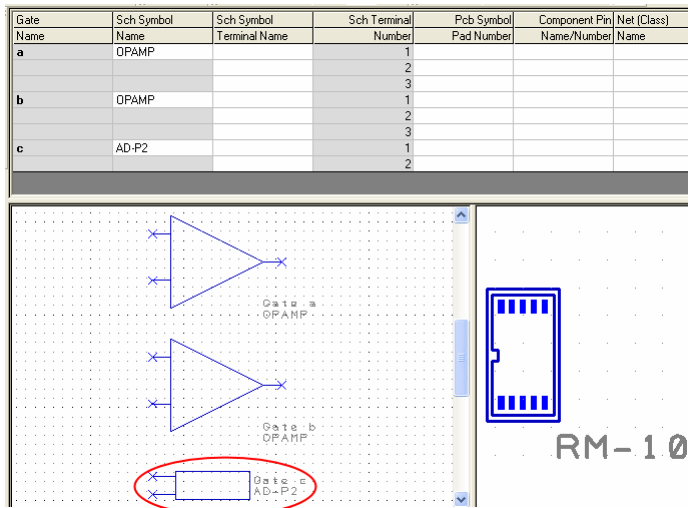 Gate Sch Symbol Sch Symbol Sch Terminal Pcb Symbol Component Pin Net (Class)
Name Name Terminal Name Number Pad Number Name/Number Name
a OPAMP 1
2
3
b OPAMP 1
2
3
c AD-P2 1
2
Gate a
OPAMP
Gate b
OPAMP
Gate c
AD-P2
RM-10